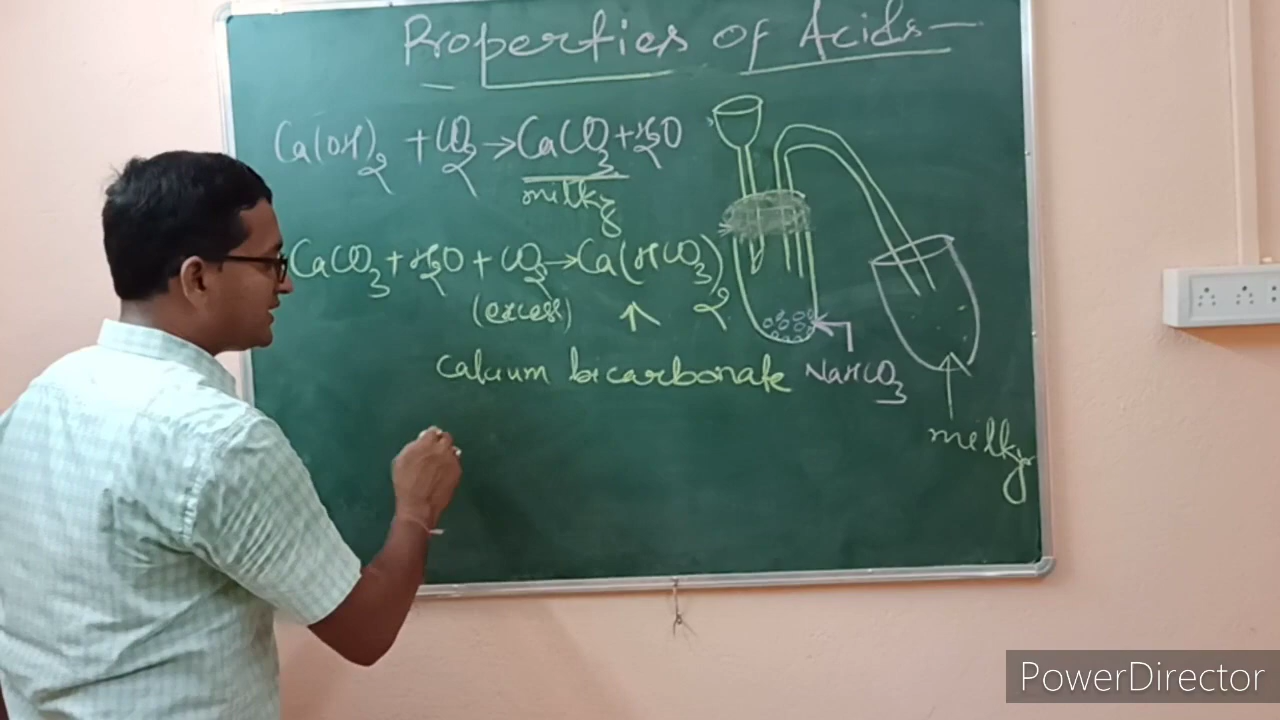 Properties of Acids
Ca(OH)₂ + CO₂ → CaCO₃ + H₂O
milky
CaCO₃ + H₂O + CO₂ → Ca(HCO₃)₂
(excess)
Calcium bicarbonate
NaHCO₃
milky
PowerDirector